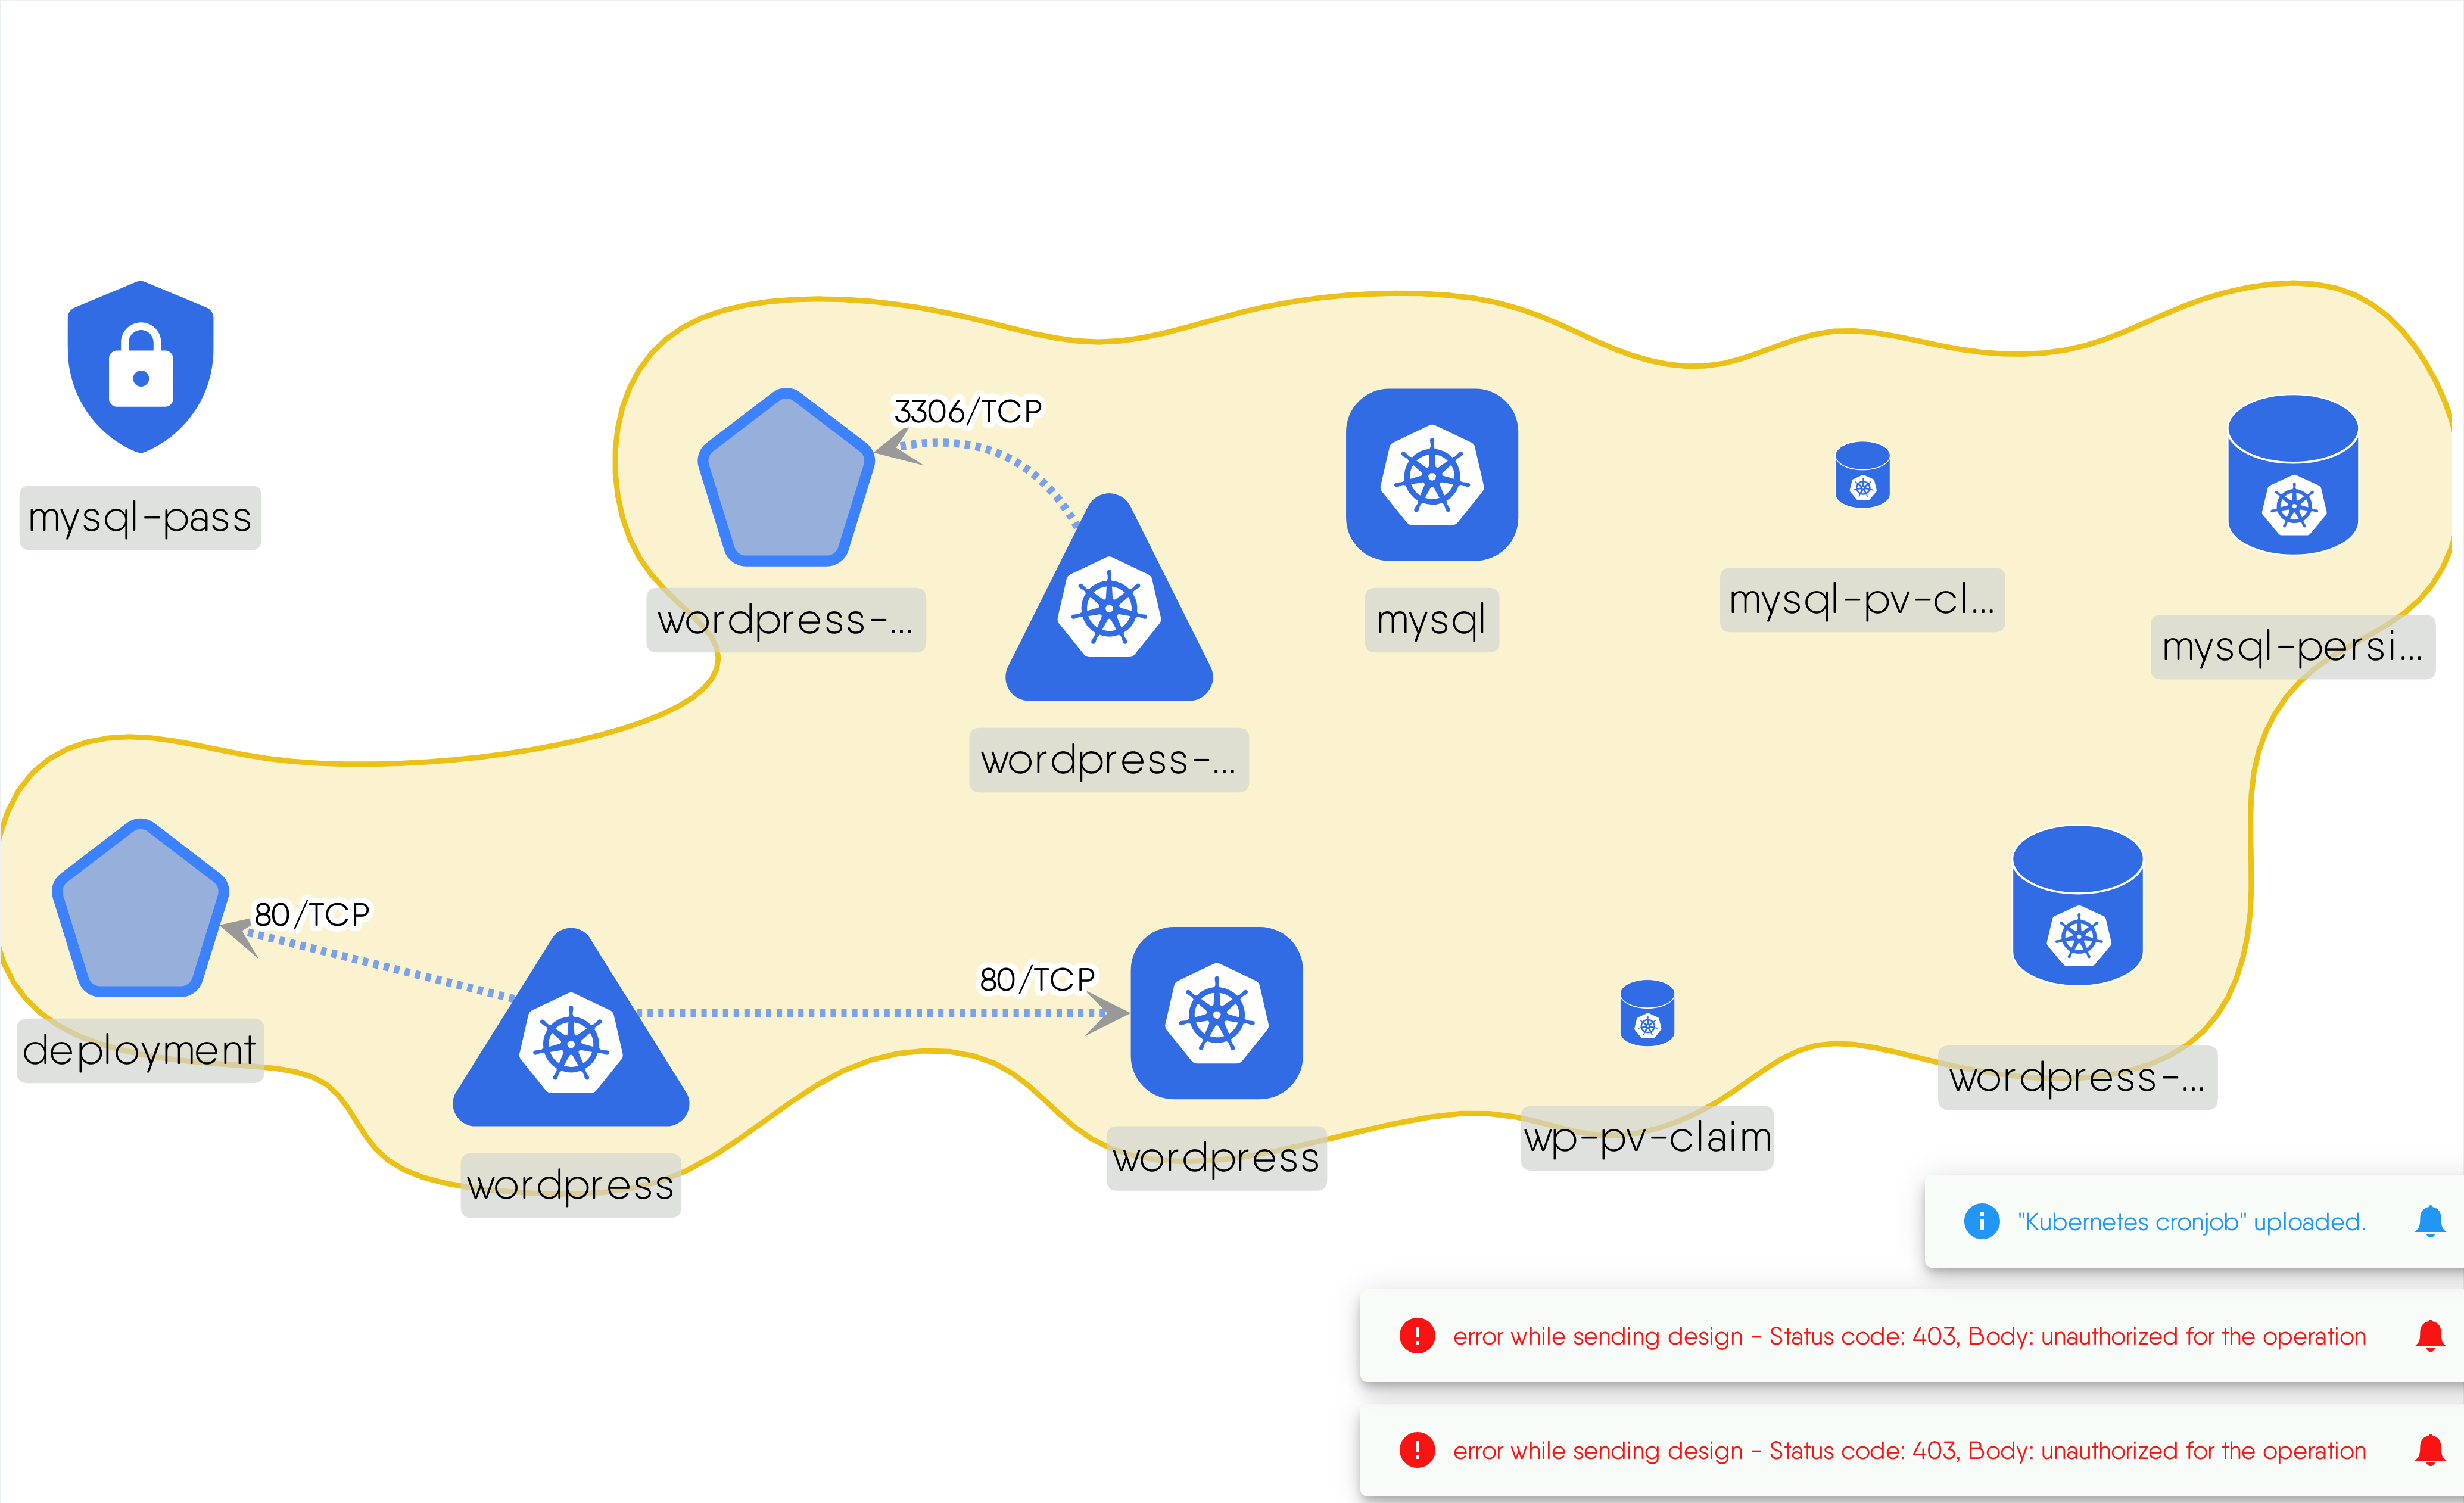 3306/TCP
mysql-pass
wordpress-...
mysql
mysql-pv-cl...
mysql-persi...
wordpress-...
80/TCP
80/TCP
deployment
wordpress
wordpress
wp-pv-claim
wordpress-...
"Kubernetes cronjob" uploaded.
error while sending design - Status code: 403, Body: unauthorized for the operation
error while sending design - Status code: 403, Body: unauthorized for the operation